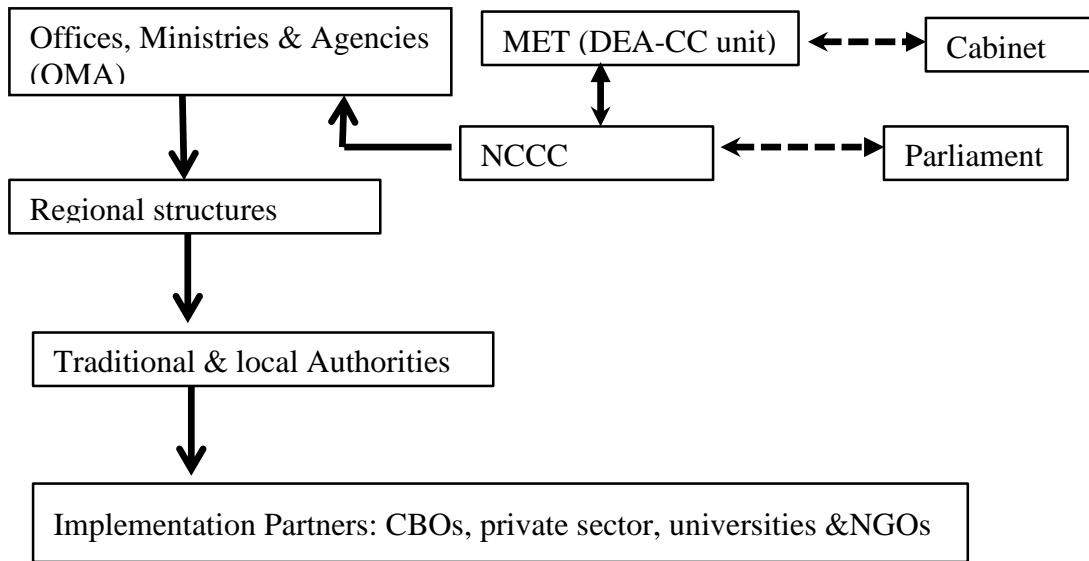 Offices, Ministries & Agencies
(OMA)
MET (DEA-CC unit)
Cabinet
NCCC
Parliament
Regional structures
Traditional & local Authorities
Implementation Partners: CBOs, private sector, universities &NGOs